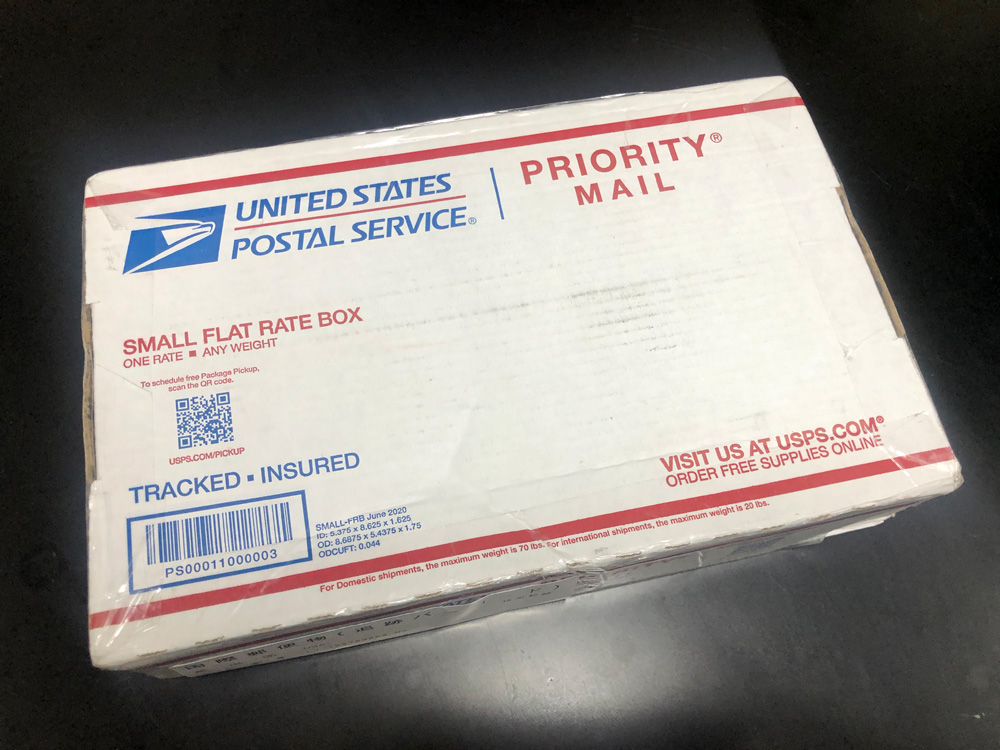 UNITED STATES
POSTAL SERVICE®
PRIORITY®
MAIL
SMALL FLAT RATE BOX
ONE RATE ■ ANY WEIGHT
To schedule free Package Pickup,
scan the QR code.
USPS.COM/PICKUP
TRACKED ■ INSURED
PS00011000003
SMALL-FRB June 2020
ID: 5.375 x 8.625 x 1.625
OD: 8.6875 x 5.4375 x 1.75
ODCUFT: 0.044
VISIT US AT USPS.COM®
ORDER FREE SUPPLIES ONLINE
For Domestic shipments, the maximum weight is 70 lbs. For international shipments, the maximum weight is 20 lbs.